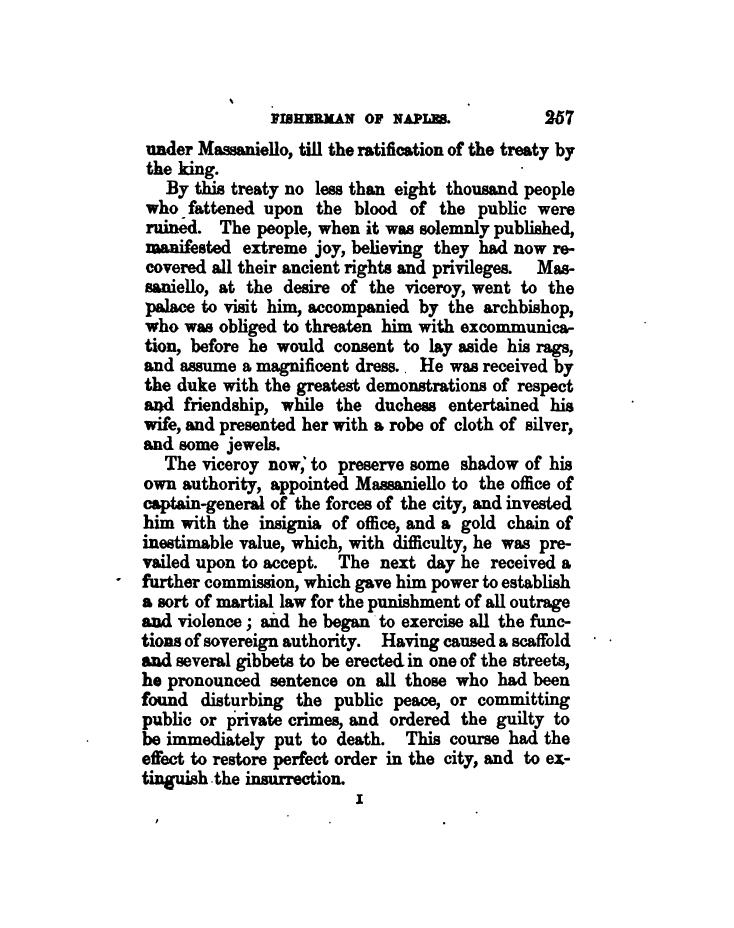 FISHERMAN OF NAPLES. 257
under Massaniello, till the ratification of the treaty by
the king.
By this treaty no less than eight thousand people
who fattened upon the blood of the public were
ruined. The people, when it was solemnly published,
manifested extreme joy, believing they had now re-
covered all their ancient rights and privileges. Mas-
saniello, at the desire of the viceroy, went to the
palace to visit him, accompanied by the archbishop,
who was obliged to threaten him with excommunica-
tion, before he would consent to lay aside his rags,
and assume a magnificent dress. He was received by
the duke with the greatest demonstrations of respect
and friendship, while the duchess entertained his
wife, and presented her with a robe of cloth of silver,
and some jewels.
The viceroy now, to preserve some shadow of his
own authority, appointed Massaniello to the office of
captain-general of the forces of the city, and invested
him with the insignia of office, and a gold chain of
inestimable value, which, with difficulty, he was pre-
vailed upon to accept. The next day he received a
further commission, which gave him power to establish
a sort of martial law for the punishment of all outrage
and violence; and he began to exercise all the func-
tions of sovereign authority. Having caused a scaffold
and several gibbets to be erected in one of the streets,
he pronounced sentence on all those who had been
found disturbing the public peace, or committing
public or private crimes, and ordered the guilty to
be immediately put to death. This course had the
effect to restore perfect order in the city, and to ex-
tinguish the insurrection.
I